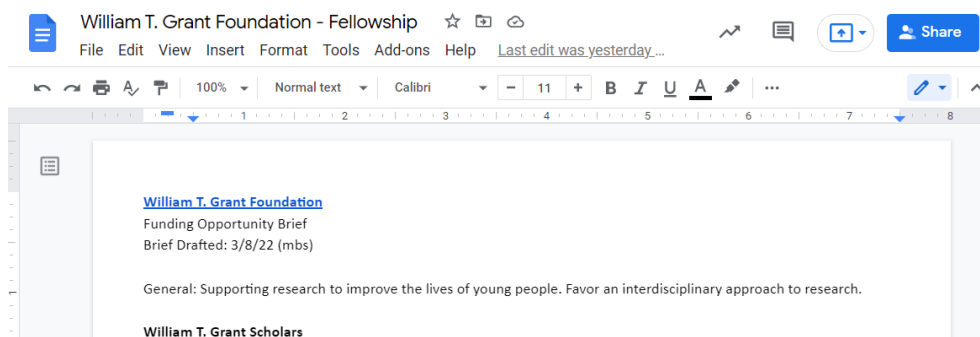 William T. Grant Foundation - Fellowship
File Edit View Insert Format Tools Add-ons Help Last edit was yesterday ...
Share
100% Normal text Calibri - 11 + B I U A ...
1 2 3 4 5 6 7 8
William T. Grant Foundation
Funding Opportunity Brief
Brief Drafted: 3/8/22 (mbs)
General: Supporting research to improve the lives of young people. Favor an interdisciplinary approach to research.
1
William T. Grant Scholars